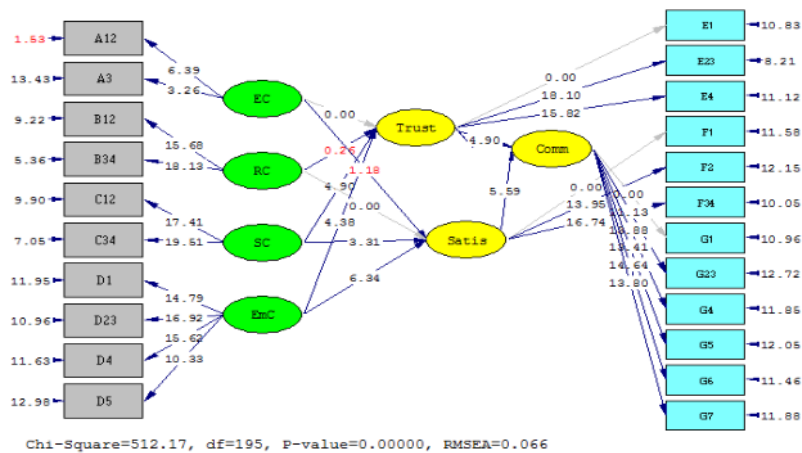 1.53
A12
13.43
A3
9.22
B12
5.36
B34
9.90
C12
7.05
C34
11.95
D1
10.96
D23
11.63
D4
12.98
D5
6.39
3.26
15.68
18.13
17.41
19.51
14.79
16.92
15.62
10.33
EC
RC
SC
EmC
0.00
0.26
1.18
4.90
0.00
4.38
3.31
6.34
Trust
Satis
4.90
5.59
Comm
0.00
18.10
15.82
0.00
13.95
16.74
0.00
14.64
13.80
E1
10.83
E23
8.21
E4
11.12
F1
11.58
F2
12.15
F34
10.05
G1
10.96
G23
12.72
G4
11.85
G5
12.05
G6
11.46
G7
11.88
Chi-Square=512.17, df=195, P-value=0.00000, RMSEA=0.066